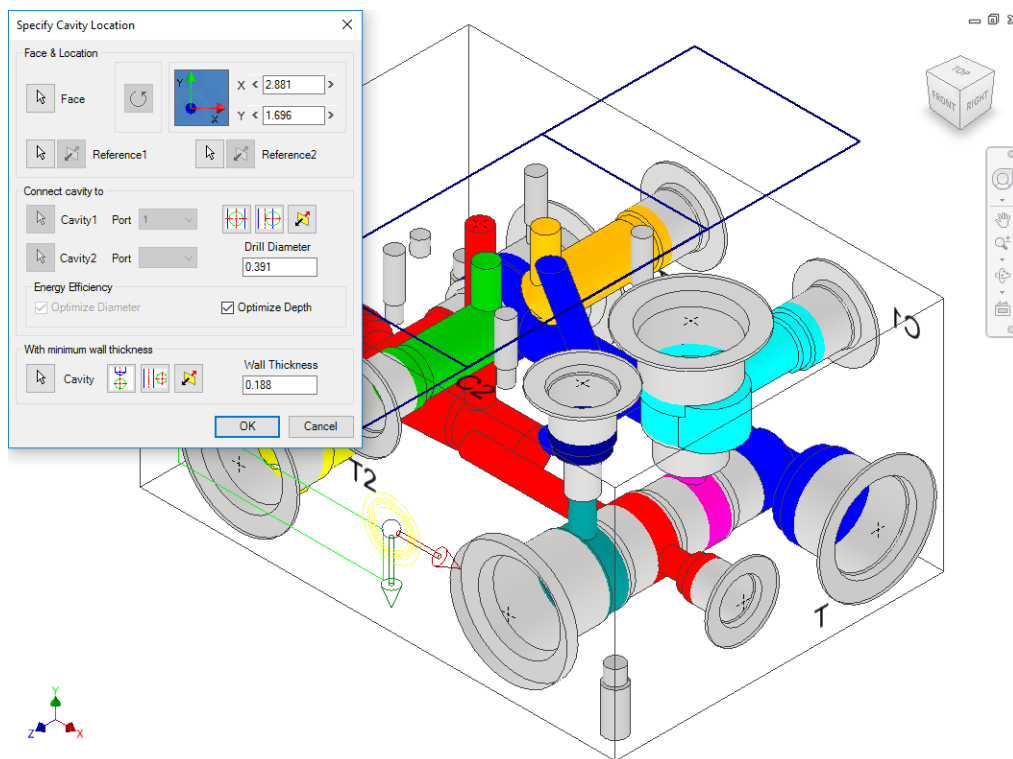 Specify Cavity Location
Face & Location
Face
Y
X
X < 2.881 >
Y < 1.696 >
Reference1
Reference2
Connect cavity to
Cavity1 Port 1
Cavity2 Port
Drill Diameter
0.391
Energy Efficiency
Optimize Diameter
Optimize Depth
With minimum wall thickness
Cavity
Wall Thickness
0.188
OK
Cancel
TOP
FRONT
RIGHT
C1
C2
T2
T
Y
Z
X